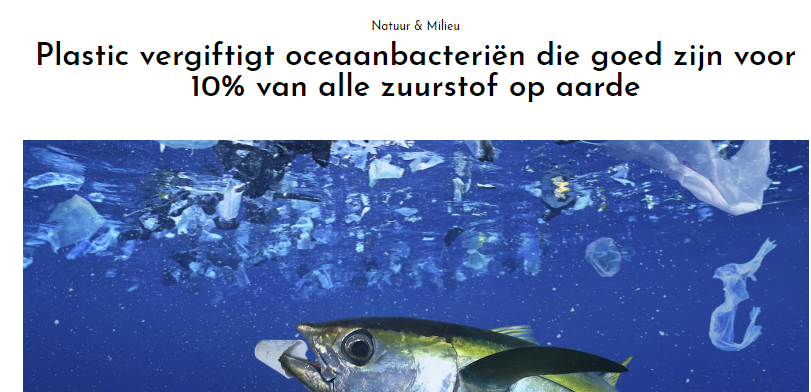 Natuur & Milieu
Plastic vergiftigt oceaanbacteriën die goed zijn voor
10% van alle zuurstof op aarde